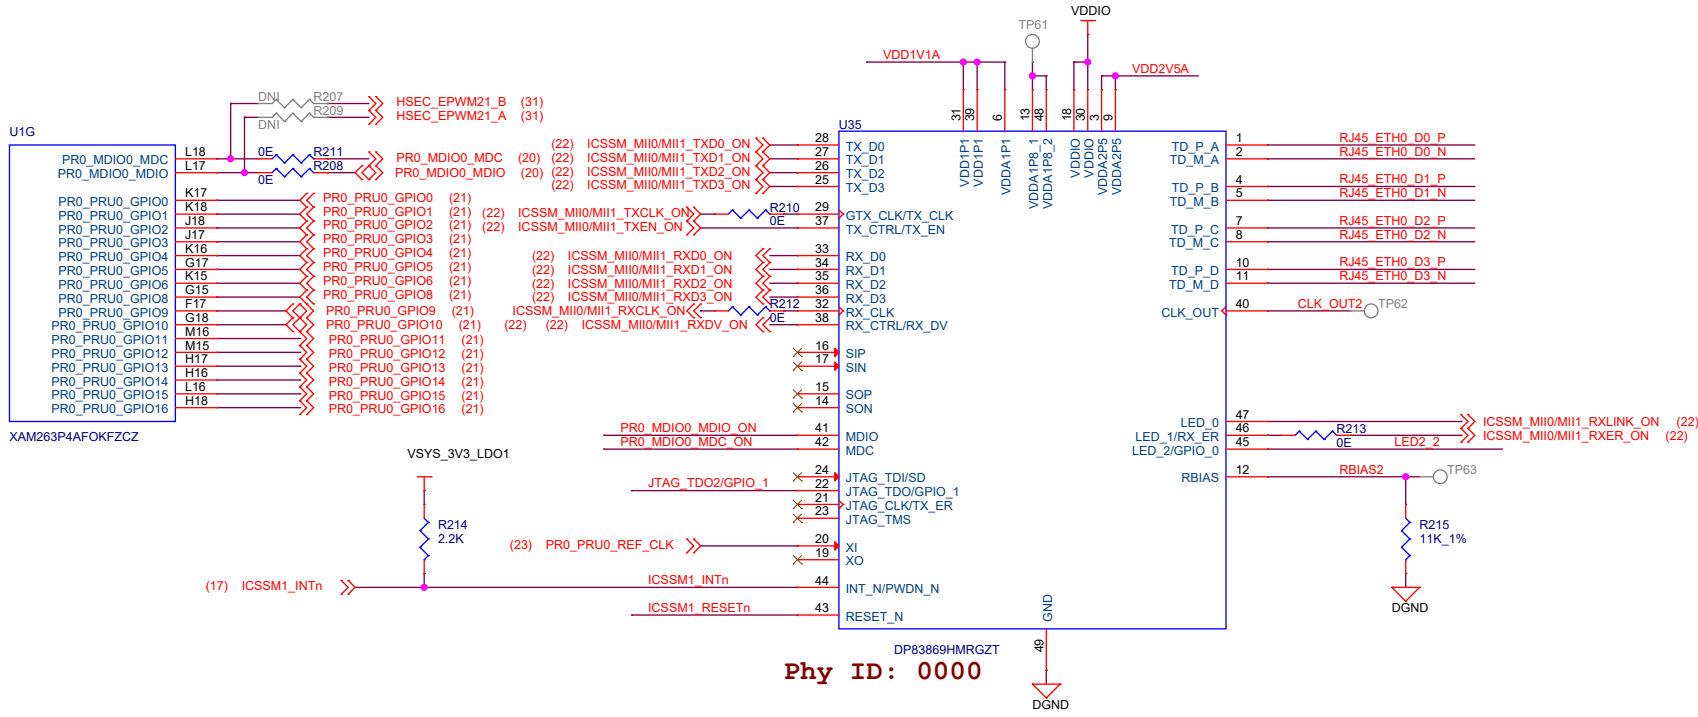 VDDIO
TP61
VDD1V1A
VDD2V5A
DNI R207 HSEC_EPWM21_B (31)
R209 HSEC_EPWM21_A (31)
DNI
U1G
PR0_MDIO0_MDC L18 0E R211 PR0_MDIO0_MDC (20)
PR0_MDIO0_MDIO L17 0E R208 PR0_MDIO0_MDIO (20)
PR0_PRU0_GPIO0 K17 PR0_PRU0_GPIO0 (21)
PR0_PRU0_GPIO1 K18 PR0_PRU0_GPIO1 (21)
PR0_PRU0_GPIO2 J18 PR0_PRU0_GPIO2 (21)
PR0_PRU0_GPIO3 J17 PR0_PRU0_GPIO3 (21)
PR0_PRU0_GPIO4 K16 PR0_PRU0_GPIO4 (21)
PR0_PRU0_GPIO5 G17 PR0_PRU0_GPIO5 (21)
PR0_PRU0_GPIO6 K15 PR0_PRU0_GPIO6 (21)
PR0_PRU0_GPIO8 G15 PR0_PRU0_GPIO8 (21)
PR0_PRU0_GPIO9 F17 PR0_PRU0_GPIO9 (21)
PR0_PRU0_GPIO10 G18 PR0_PRU0_GPIO10 (21) (22)
PR0_PRU0_GPIO11 M16 PR0_PRU0_GPIO11 (21)
PR0_PRU0_GPIO12 M15 PR0_PRU0_GPIO12 (21)
PR0_PRU0_GPIO13 H17 PR0_PRU0_GPIO13 (21)
PR0_PRU0_GPIO14 H16 PR0_PRU0_GPIO14 (21)
PR0_PRU0_GPIO15 L16 PR0_PRU0_GPIO15 (21)
PR0_PRU0_GPIO16 H18 PR0_PRU0_GPIO16 (21)
XAM263P4AFOKFZCZ
U35
31 39 6 13 48 18 30 3 9
VDD1P1 VDD1P1 VDDA1P1 VDDA1P8_1 VDDA1P8_2 VDDIO VDDIO VDDA2P5 VDDA2P5
(22) ICSSM_MII0/MII1_TXD0_ON 28 TX_D0
(22) ICSSM_MII0/MII1_TXD1_ON 27 TX_D1
(22) ICSSM_MII0/MII1_TXD2_ON 26 TX_D2
(22) ICSSM_MII0/MII1_TXD3_ON 25 TX_D3
(22) ICSSM_MII0/MII1_TXCLK_ON R210 29 GTX_CLK/TX_CLK
(22) ICSSM_MII0/MII1_TXEN_ON 0E 37 TX_CTRL/TX_EN
(22) ICSSM_MII0/MII1_RXD0_ON 33 RX_D0
(22) ICSSM_MII0/MII1_RXD1_ON 34 RX_D1
(22) ICSSM_MII0/MII1_RXD2_ON 35 RX_D2
(22) ICSSM_MII0/MII1_RXD3_ON 36 RX_D3
ICSSM_MII0/MII1_RXCLK_ON R212 32 RX_CLK
(22) ICSSM_MII0/MII1_RXDV_ON 0E 38 RX_CTRL/RX_DV
16 SIP
17 SIN
15 SOP
14 SON
PR0_MDIO0_MDIO_ON 41 MDIO
PR0_MDIO0_MDC_ON 42 MDC
24 JTAG_TDI/SD
JTAG_TDO2/GPIO_1 22 JTAG_TDO/GPIO_1
21 JTAG_CLK/TX_ER
23 JTAG_TMS
(23) PR0_PRU0_REF_CLK 20 XI
19 XO
VSYS_3V3_LDO1
R214
2.2K
(17) ICSSM1_INTn ICSSM1_INTn 44 INT_N/PWDN_N
ICSSM1_RESETn 43 RESET_N
TD_P_A 1 RJ45_ETH0_D0_P
TD_M_A 2 RJ45_ETH0_D0_N
TD_P_B 4 RJ45_ETH0_D1_P
TD_M_B 5 RJ45_ETH0_D1_N
TD_P_C 7 RJ45_ETH0_D2_P
TD_M_C 8 RJ45_ETH0_D2_N
TD_P_D 10 RJ45_ETH0_D3_P
TD_M_D 11 RJ45_ETH0_D3_N
CLK_OUT 40 CLK_OUT2 TP62
LED_0 47 ICSSM_MII0/MII1_RXLINK_ON (22)
LED_1/RX_ER 46 R213 ICSSM_MII0/MII1_RXER_ON (22)
LED_2/GPIO_0 45 0E LED2_2
RBIAS 12 RBIAS2 TP63
R215
11K_1%
DGND
GND
49
DGND
DP83869HMRGZT
Phy ID: 0000